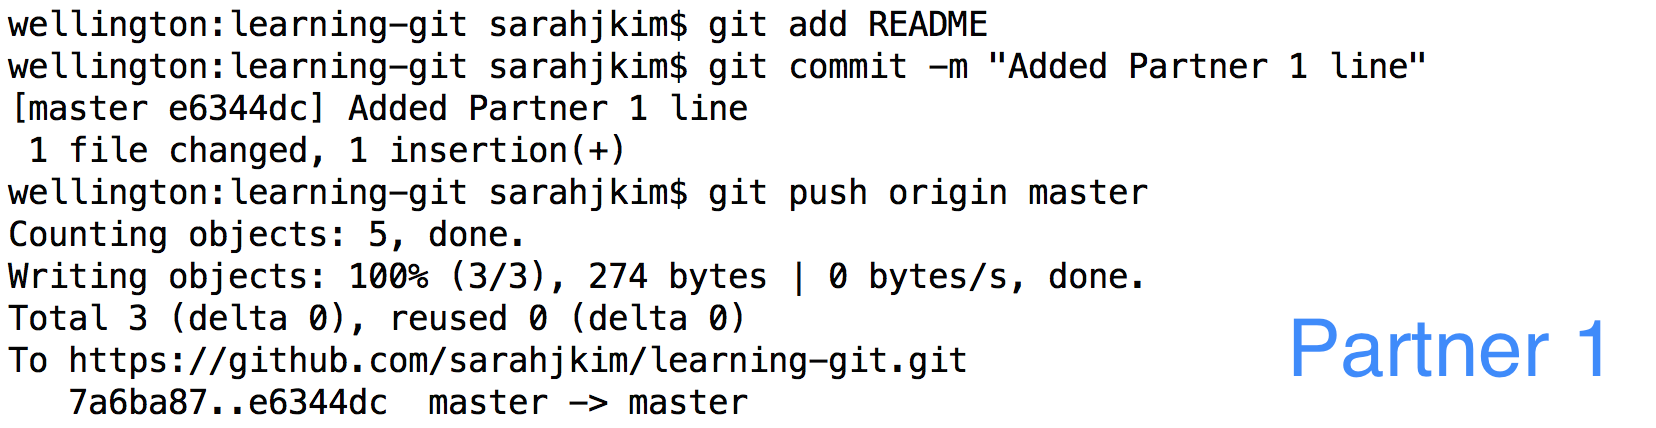 wellington:learning-git sarahjkim$ git add README
wellington:learning-git sarahjkim$ git commit -m "Added Partner 1 line"
[master e6344dc] Added Partner 1 line
 1 file changed, 1 insertion(+)
wellington:learning-git sarahjkim$ git push origin master
Counting objects: 5, done.
Writing objects: 100% (3/3), 274 bytes | 0 bytes/s, done.
Total 3 (delta 0), reused 0 (delta 0)
To https://github.com/sarahjkim/learning-git.git
   7a6ba87..e6344dc  master -> master
Partner 1